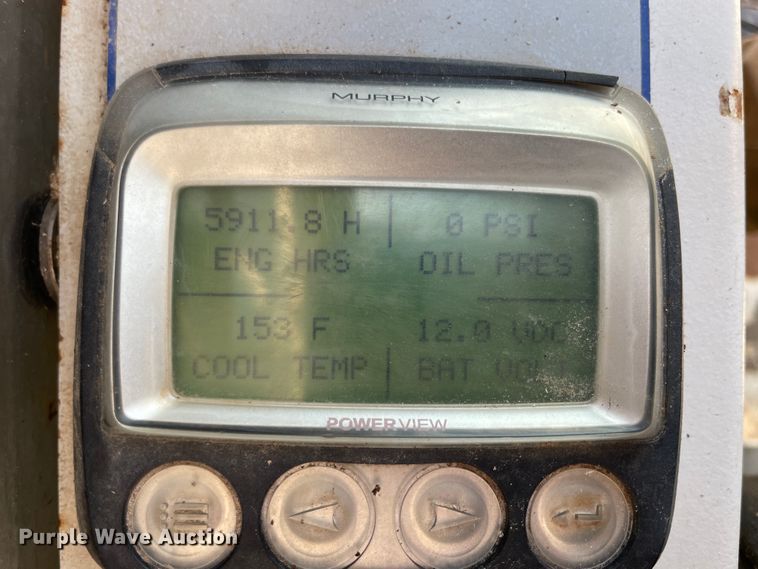 MURPHY
5911.8 H
0 PSI
ENG HRS
OIL PRES
153 F
12.0 VDC
COOL TEMP
BAT VOLT
POWERVIEW
Purple Wave Auction